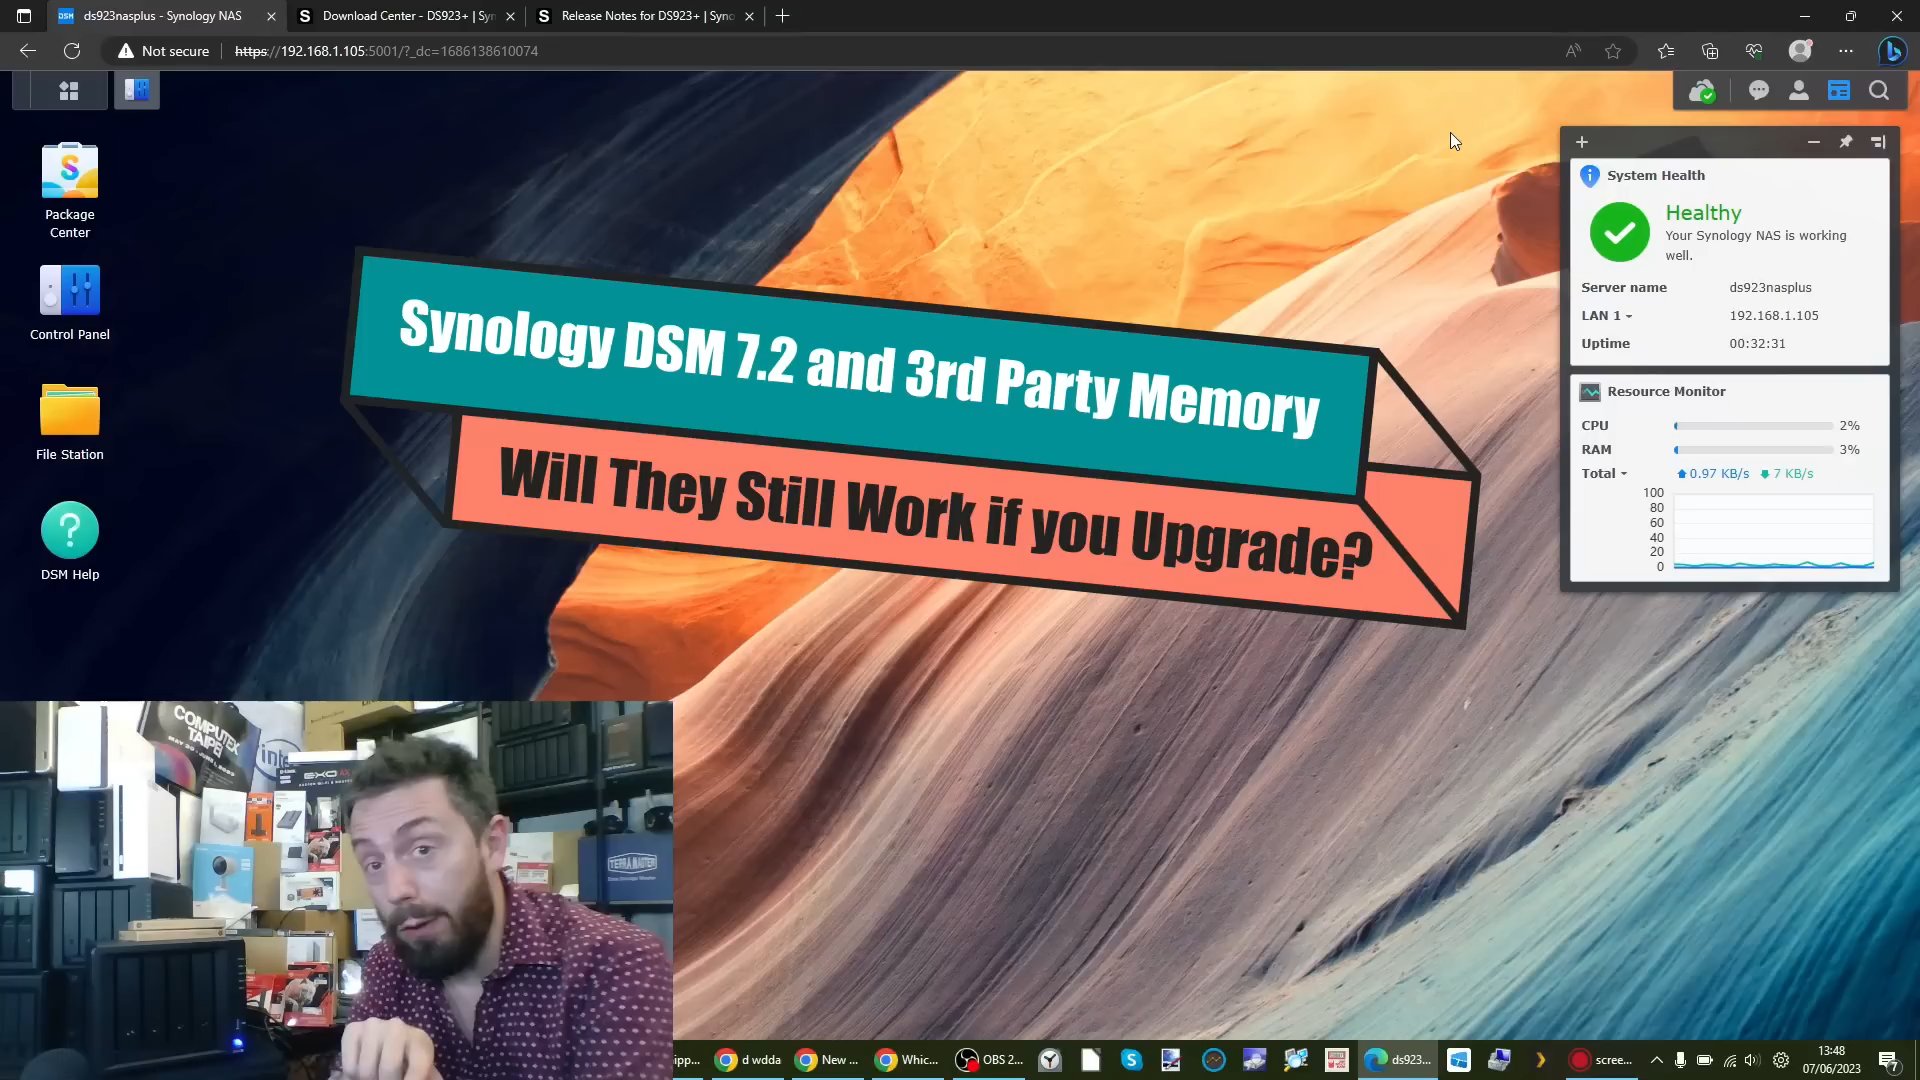 ds923nasplus - Synology NAS
Download Center - DS923+ | Syn
Release Notes for DS923+ | Syno
Not secure
https://192.168.1.105:5001/?_dc=1686138610074
Package
Center
Control Panel
File Station
DSM Help
Synology DSM 7.2 and 3rd Party Memory
Will They Still Work if you Upgrade?
System Health
Healthy
Your Synology NAS is working
well.
Server name ds923nasplus
LAN 1 192.168.1.105
Uptime 00:32:31
Resource Monitor
CPU 2%
RAM 3%
Total 0.97 KB/s 7 KB/s
100
80
60
40
20
0
COMPUTEX
TAIPEI
intel
EXO
TERRAMASTER
ipp...
d wdda
New ...
Whic...
OBS 2...
ds923...
scree...
13:48
07/06/2023
7